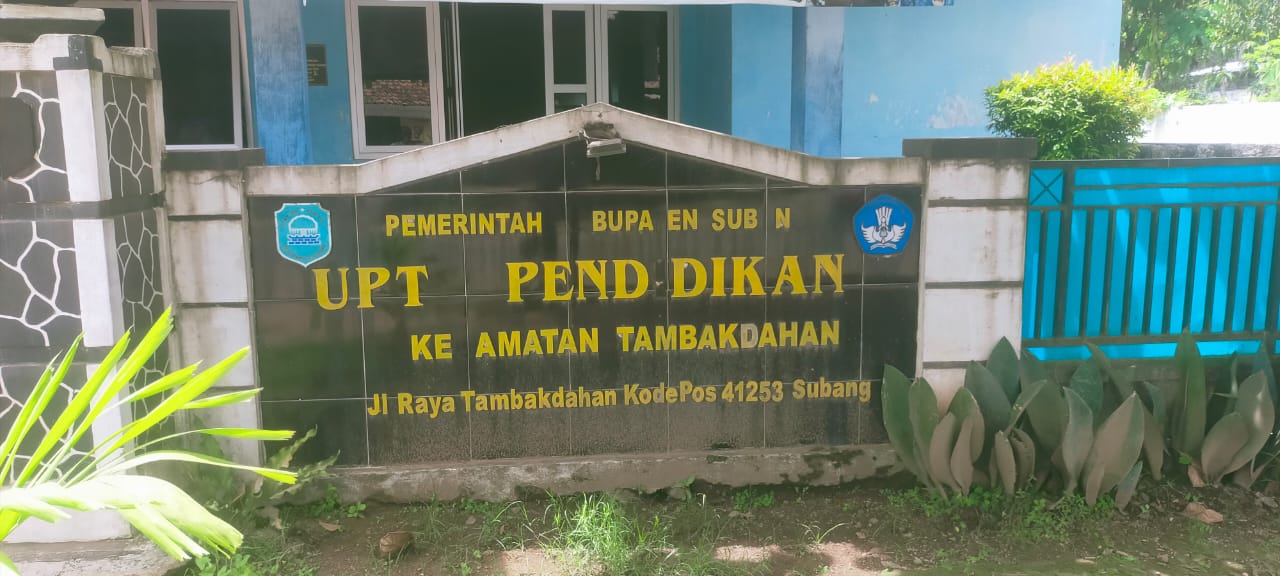 PEMERINTAH BUPA EN SUB N
UPT PEND DIKAN
KE AMATAN TAMBAKDAHAN
Jl Raya Tambakdahan KodePos 41253 Subang